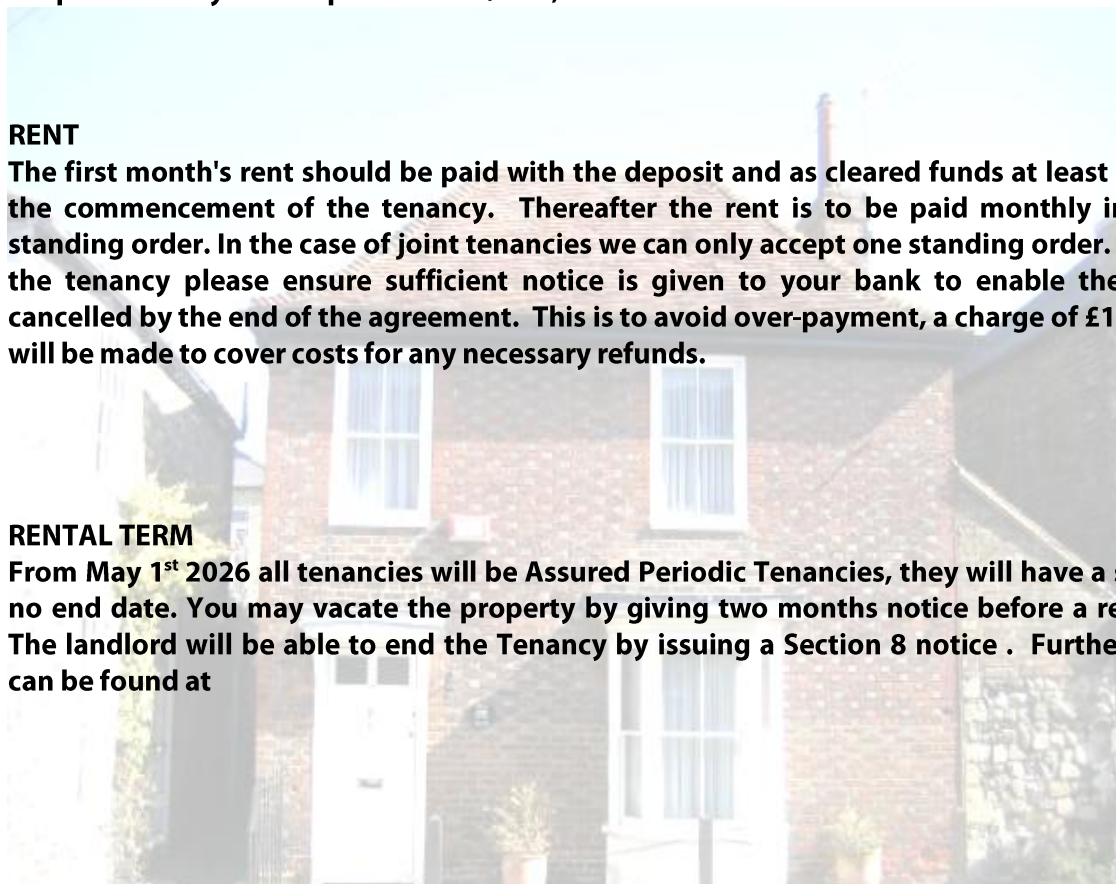 RENT
The first month's rent should be paid with the deposit and as cleared funds at least
the commencement of the tenancy. Thereafter the rent is to be paid monthly
standing order. In the case of joint tenancies we can only accept one standing order.
the tenancy please ensure sufficient notice is given to your bank to enable the
cancelled by the end of the agreement. This is to avoid over-payment, a charge of £1
will be made to cover costs for any necessary refunds.
RENTAL TERM
From May 1st 2026 all tenancies will be Assured Periodic Tenancies, they will have a
no end date. You may vacate the property by giving two months notice before a
The landlord will be able to end the Tenancy by issuing a Section 8 notice .
can be found at